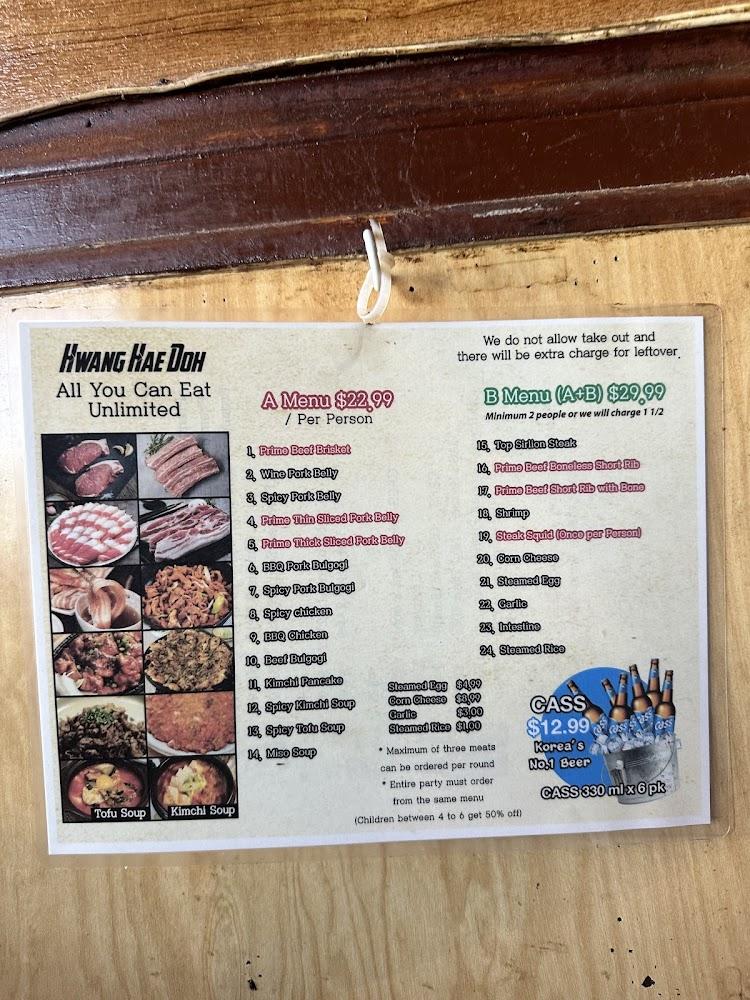 HWANG HAE DOH
All You Can Eat
Unlimited
We do not allow take out and
there will be extra charge for leftover.
A Menu $22,99
/ Per Person
1, Prime Beef Brisket
2, Wine Pork Belly
3, Spicy Pork Belly
4, Prime Thin Sliced Pork Belly
5, Prime Thick Sliced Pork Belly
6, BBQ Pork Bulgogi
7, Spicy Pork Bulgogi
8, Spicy chicken
9, BBQ Chicken
10, Beef Bulgogi
11, Kimchi Pancake
12, Spicy Kimchi Soup
13, Spicy Tofu Soup
14, Miso Soup
B Menu (A+B) $29,99
Minimum 2 people or we will charge 1 1/2
15, Top Sirlion Steak
16, Prime Beef Boneless Short Rib
17, Prime Beef Short Rib with Bone
18, Shrimp
19, Steak Squid (Once per Person)
20, Corn Cheese
21, Steamed Egg
22, Garlic
23, Intestine
24, Steamed Rice
Steamed Egg $4,99
Corn Cheese $8,99
Garlic $3,00
Steamed Rice $1,00
* Maximum of three meats
can be ordered per round
* Entire party must order
from the same menu
(Children between 4 to 6 get 50% off)
CASS
$12.99
Korea's
No.1 Beer
CASS 330 ml x 6 pk
Tofu Soup
Kimchi Soup